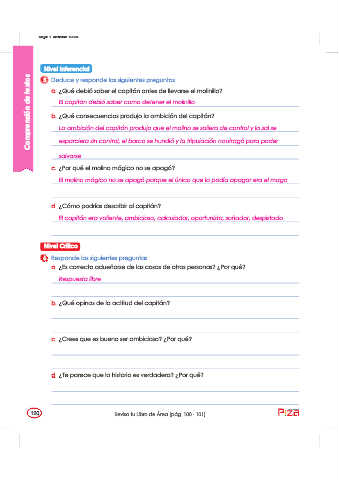 Comprensión de textos
Nivel Inferencial
Deduce y responde las siguientes preguntas
a ¿Qué debió saber el capitán antes de llevarse el molinillo?
El capitán debió saber como detener el molinillo
b ¿Qué consecuencias produjo la ambición del capitán?
La ambición del capitán produjo que el molino se saliera de control y la sal se
esparciera sin control, el barco se hundió y la tripulación naufragó para poder
salvarse
c ¿Por qué el molino mágico no se apagó?
El molino mágico no se apagó porque el único que lo podía apagar era el mago
d ¿Cómo podrías describir al capitán?
El capitán era valiente, ambicioso, calculador, oportunista, soñador, despistado
Nivel Crítico
Responde las siguientes preguntas
a ¿Es correcto adueñarse de las cosas de otras personas? ¿Por qué?
Respuesta libre
b ¿Qué opinas de la actitud del capitán?
c ¿Crees que es bueno ser ambicioso? ¿Por qué?
d ¿Te parece que la historia es verdadera? ¿Por qué?
120
Revisa tu Libro de Área (pág. 100 - 101)